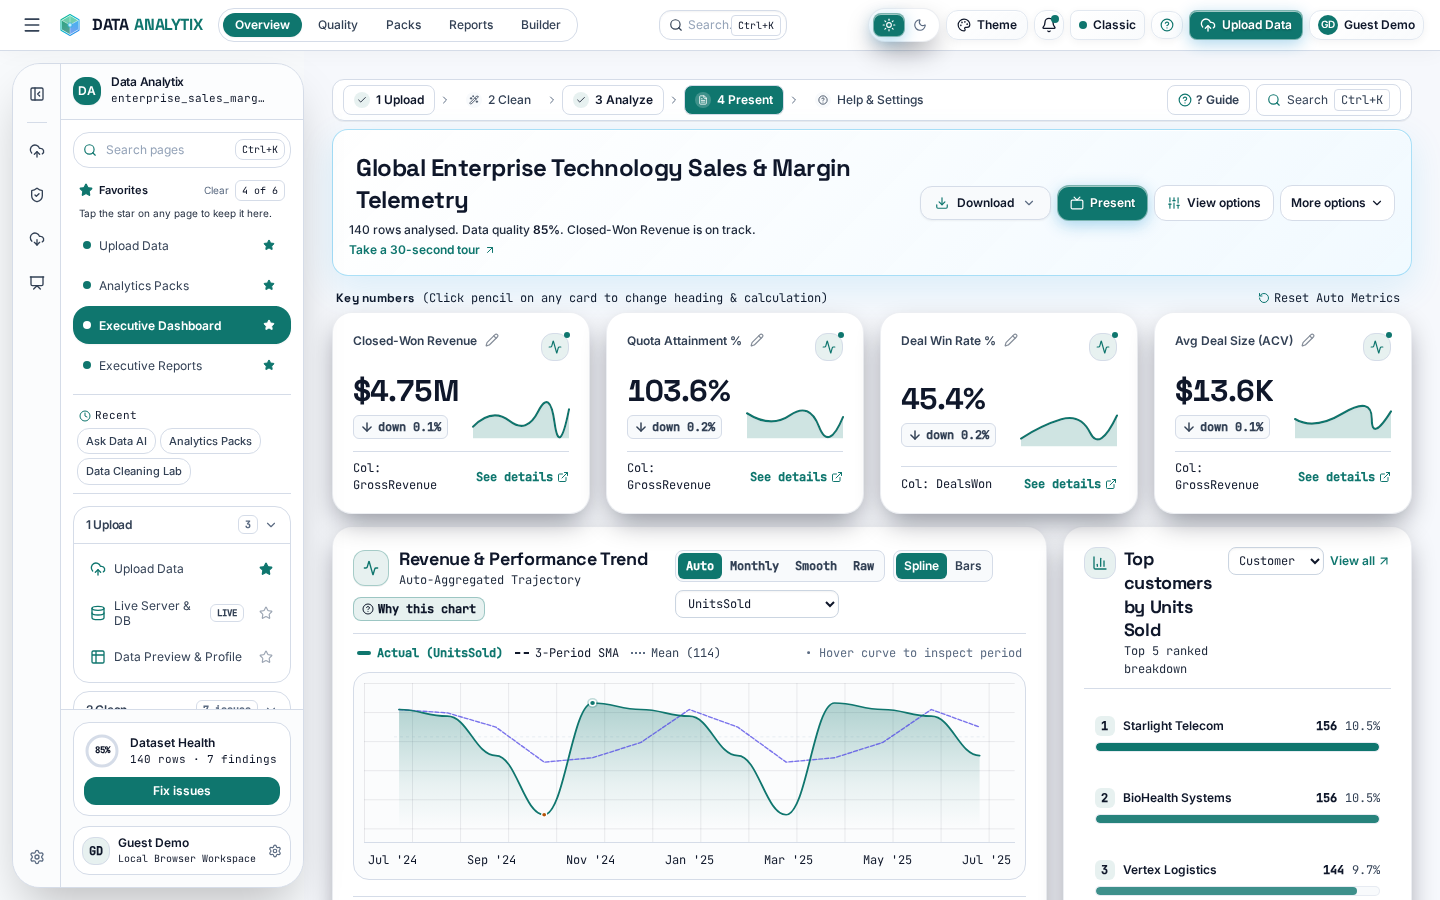 DATA ANALYTIX
Overview
Quality
Packs
Reports
Builder
Search
Ctrl+K
Theme
Classic
Upload Data
GD
Guest Demo
DA
Data Analytix
enterprise_sales_marg…
Search pages
Ctrl+K
Favorites
Clear
4 of 6
Tap the star on any page to keep it here.
Upload Data
Analytics Packs
Executive Dashboard
Executive Reports
Recent
Ask Data AI
Analytics Packs
Data Cleaning Lab
1 Upload
3
Upload Data
Live Server &
DB
LIVE
Data Preview & Profile
2 Clean
7 issues
85%
Dataset Health
140 rows · 7 findings
Fix issues
GD
Guest Demo
Local Browser Workspace
1 Upload
2 Clean
3 Analyze
4 Present
Help & Settings
? Guide
Search
Ctrl+K
Global Enterprise Technology Sales & Margin
Telemetry
140 rows analysed. Data quality 85%. Closed-Won Revenue is on track.
Take a 30-second tour
Download
Present
View options
More options
Key numbers (Click pencil on any card to change heading & calculation)
Reset Auto Metrics
Closed-Won Revenue
$4.75M
down 0.1%
Col:
GrossRevenue
See details
Quota Attainment %
103.6%
down 0.2%
Col:
GrossRevenue
See details
Deal Win Rate %
45.4%
down 0.2%
Col: DealsWon
See details
Avg Deal Size (ACV)
$13.6K
down 0.1%
Col:
GrossRevenue
See details
Revenue & Performance Trend
Auto-Aggregated Trajectory
Why this chart
Auto
Monthly
Smooth
Raw
Spline
Bars
UnitsSold
Actual (UnitsSold)
3-Period SMA
Mean (114)
• Hover curve to inspect period
Jul '24
Sep '24
Nov '24
Jan '25
Mar '25
May '25
Jul '25
Top
customers
by Units
Sold
Top 5 ranked
breakdown
Customer
View all
1 Starlight Telecom 156 10.5%
2 BioHealth Systems 156 10.5%
3 Vertex Logistics 144 9.7%